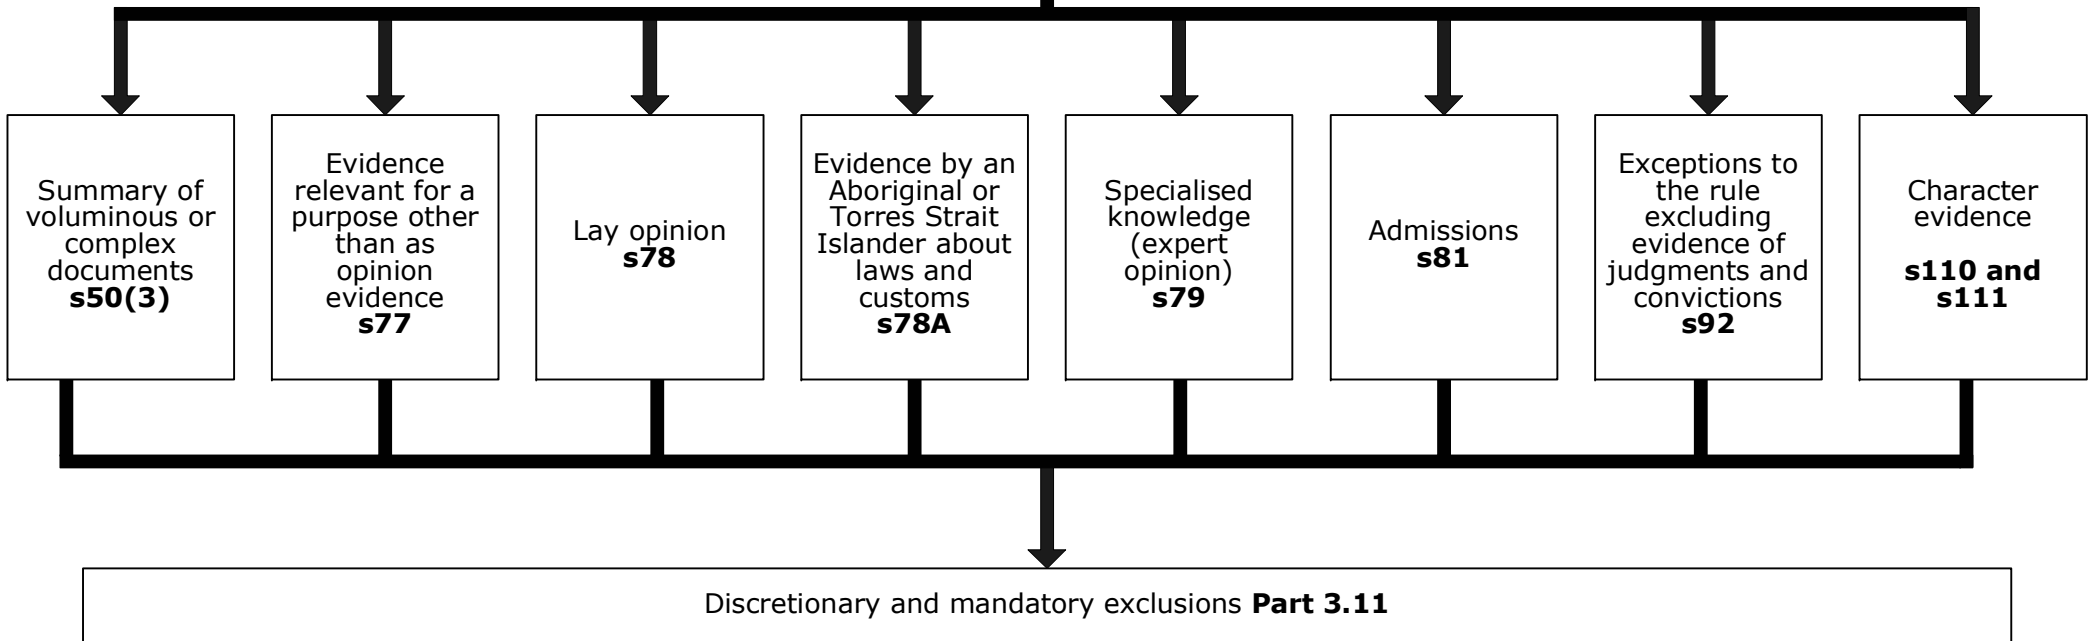 Summary of
voluminous or
complex
documents
s50(3)
Evidence
relevant for a
purpose other
than as
opinion
evidence
s77
Lay opinion
s78
Evidence by an
Aboriginal or
Torres Strait
Islander about
laws and
customs
s78A
Specialised
knowledge
(expert
opinion)
s79
Admissions
s81
Exceptions to
the rule
excluding
evidence of
judgments and
convictions
s92
Character
evidence
s110 and
s111
Discretionary and mandatory exclusions Part 3.11